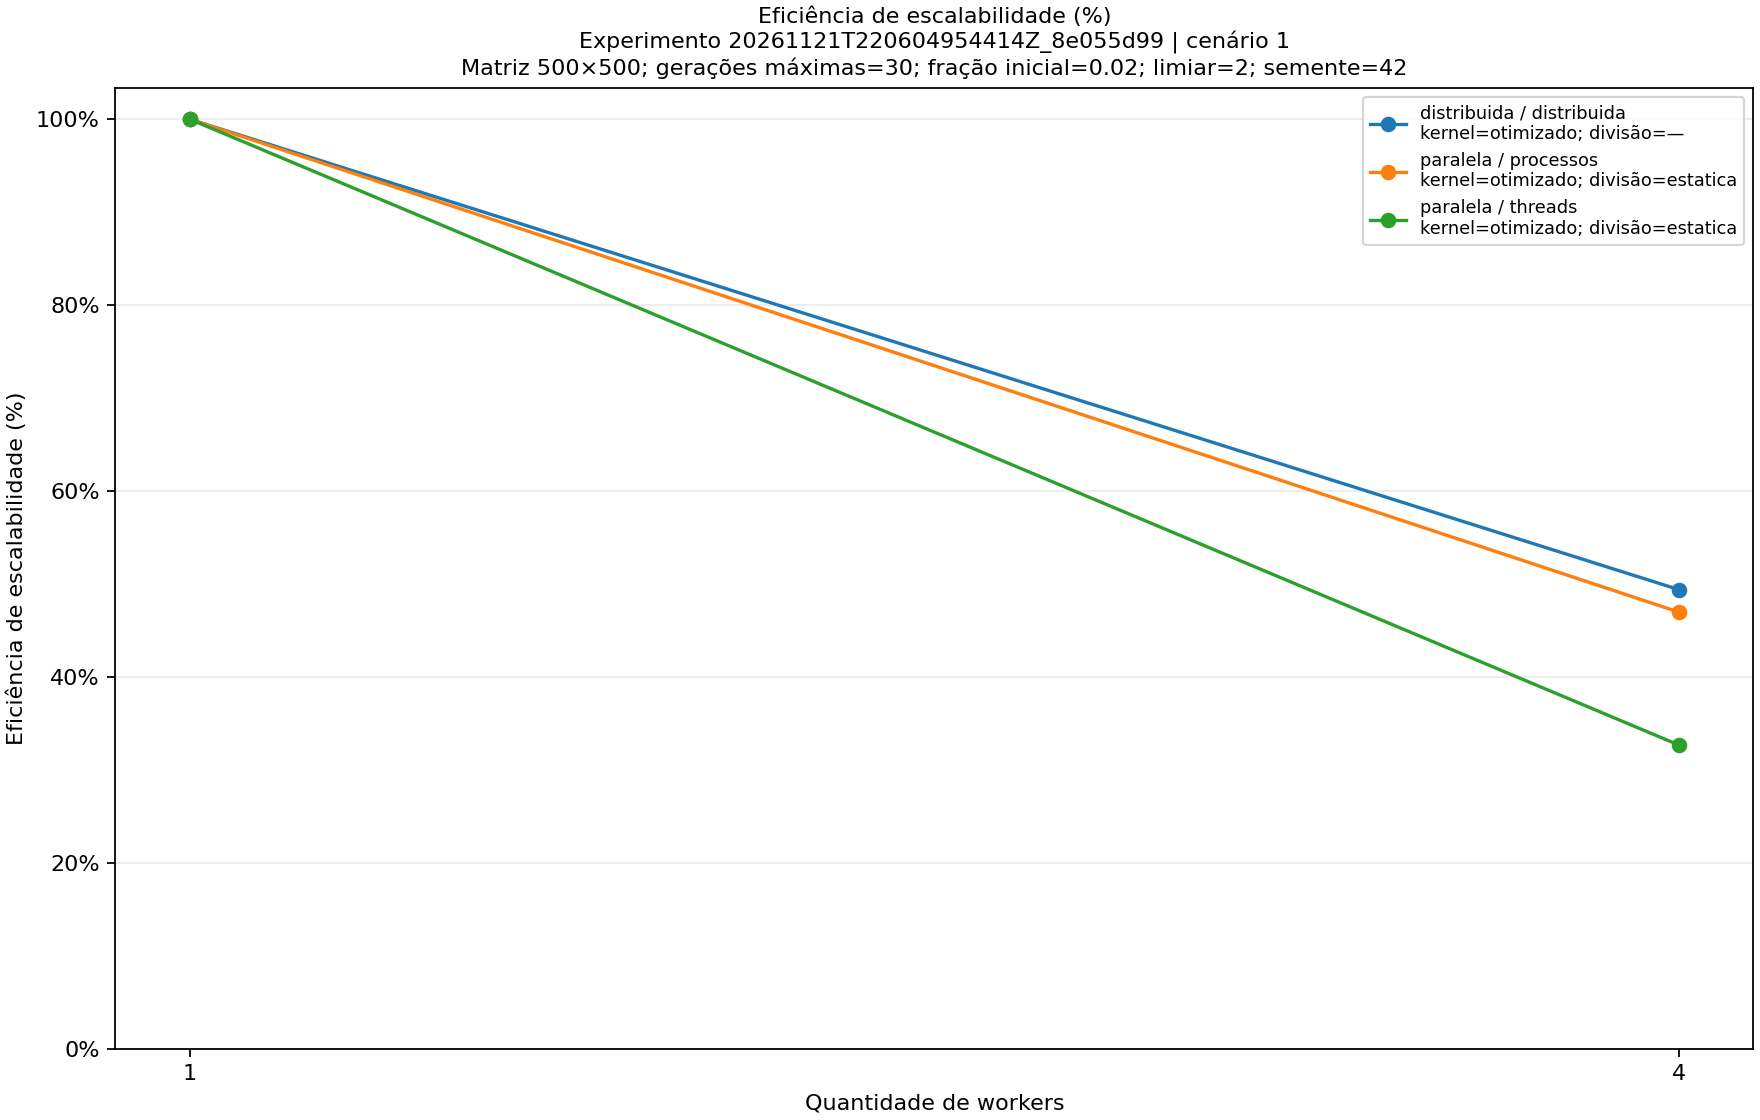 Eficiência de escalabilidade (%)
Experimento 20261121T220604954414Z_8e055d99 | cenário 1
Matriz 500×500; gerações máximas=30; fração inicial=0.02; limiar=2; semente=42
distribuida / distribuida
kernel=otimizado; divisão=—
paralela / processos
kernel=otimizado; divisão=estatica
paralela / threads
kernel=otimizado; divisão=estatica
Eficiência de escalabilidade (%)
100%
80%
60%
40%
20%
0%
1
4
Quantidade de workers